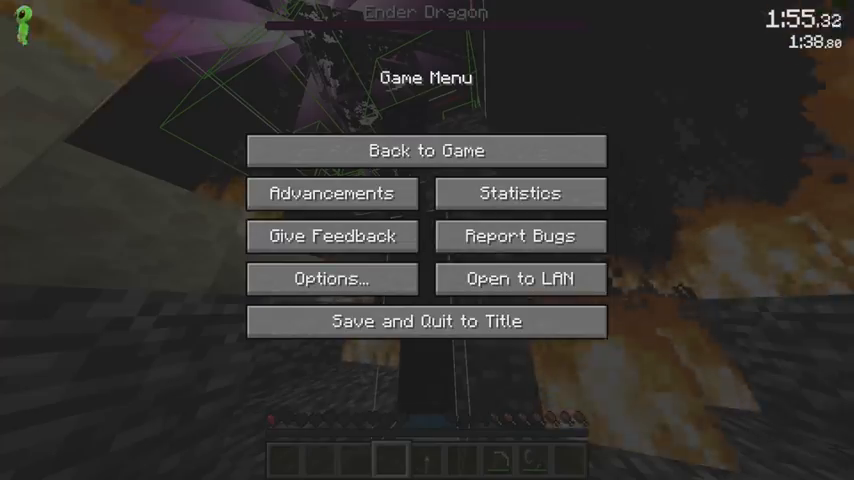 Ender Dragon
1:55.32
1:38.80
Game Menu
Back to Game
Advancements
Statistics
Give Feedback
Report Bugs
Options...
Open to LAN
Save and Quit to Title